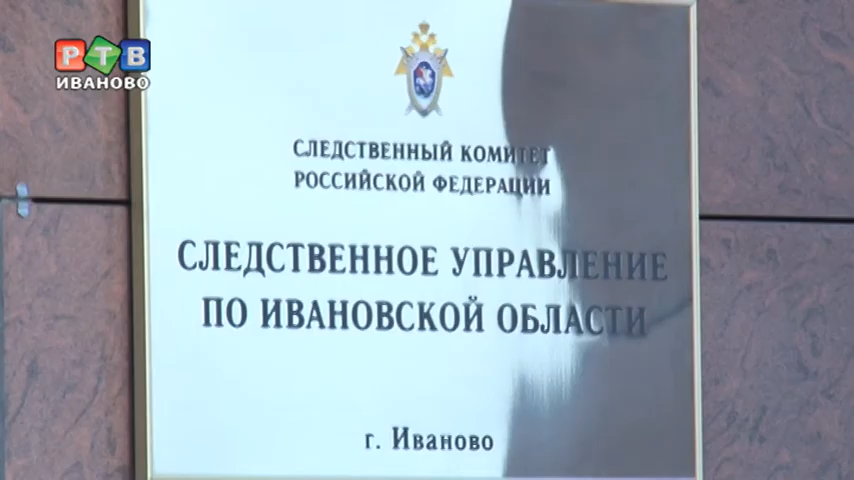 РТВ
ИВАНОВО
СЛЕДСТВЕННЫЙ КОМИТЕТ
РОССИЙСКОЙ ФЕДЕРАЦИИ
СЛЕДСТВЕННОЕ УПРАВЛЕНИЕ
ПО ИВАНОВСКОЙ ОБЛАСТИ
г. Иваново